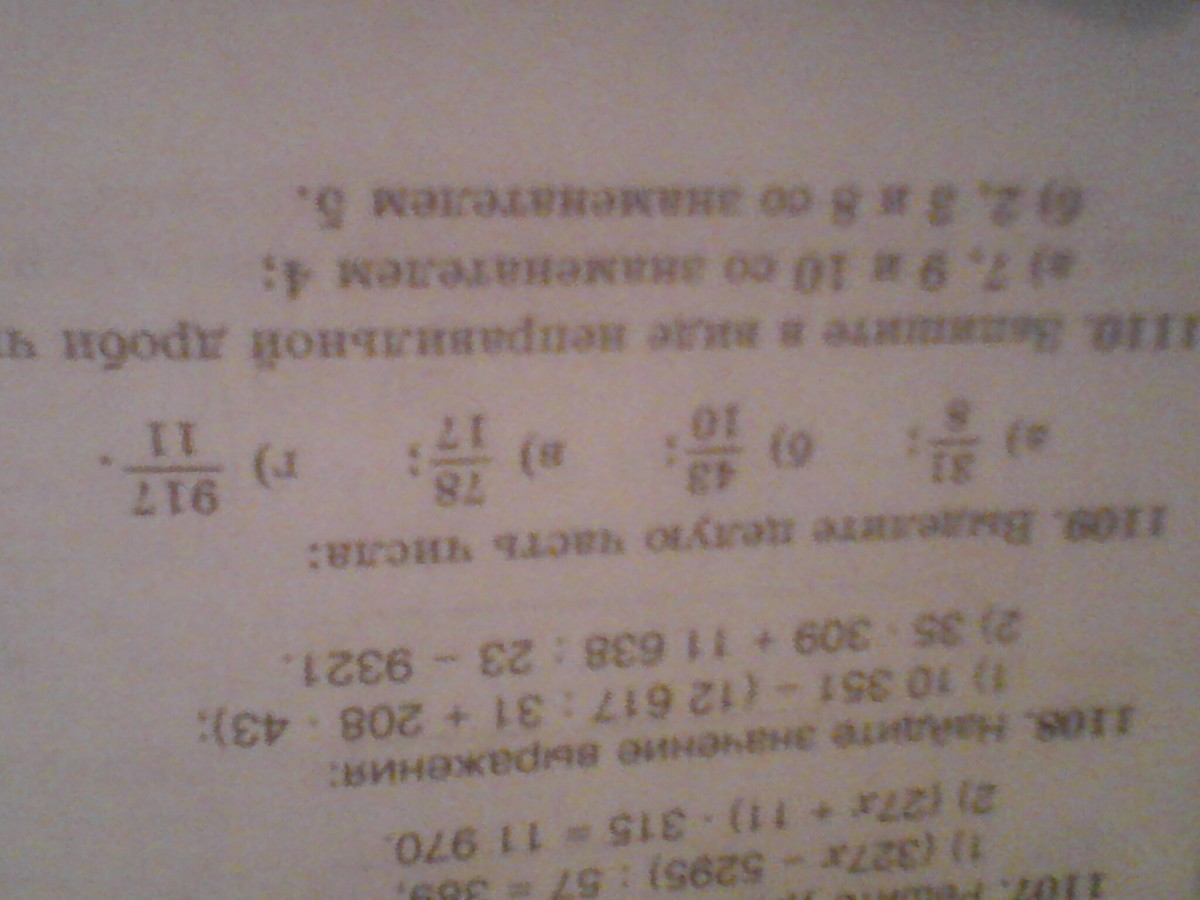 1107. Решите
1) (327x – 5295) : 57 = 389;
2) (27x + 11) · 315 = 11 970.
1108. Найдите значение выражения:
1) 10 351 – (12 617 : 31 + 208 · 43);
2) 35 · 309 + 11 638 : 23 – 9321.
1109. Выделите целую часть числа:
а) 31/8; б) 43/10; в) 78/17; г) 917/11.
1110. Запишите в виде неправильной дроби
а) 7, 9 и 10 со знаменателем 4;
б) 2, 3 и 8 со знаменателем 5.